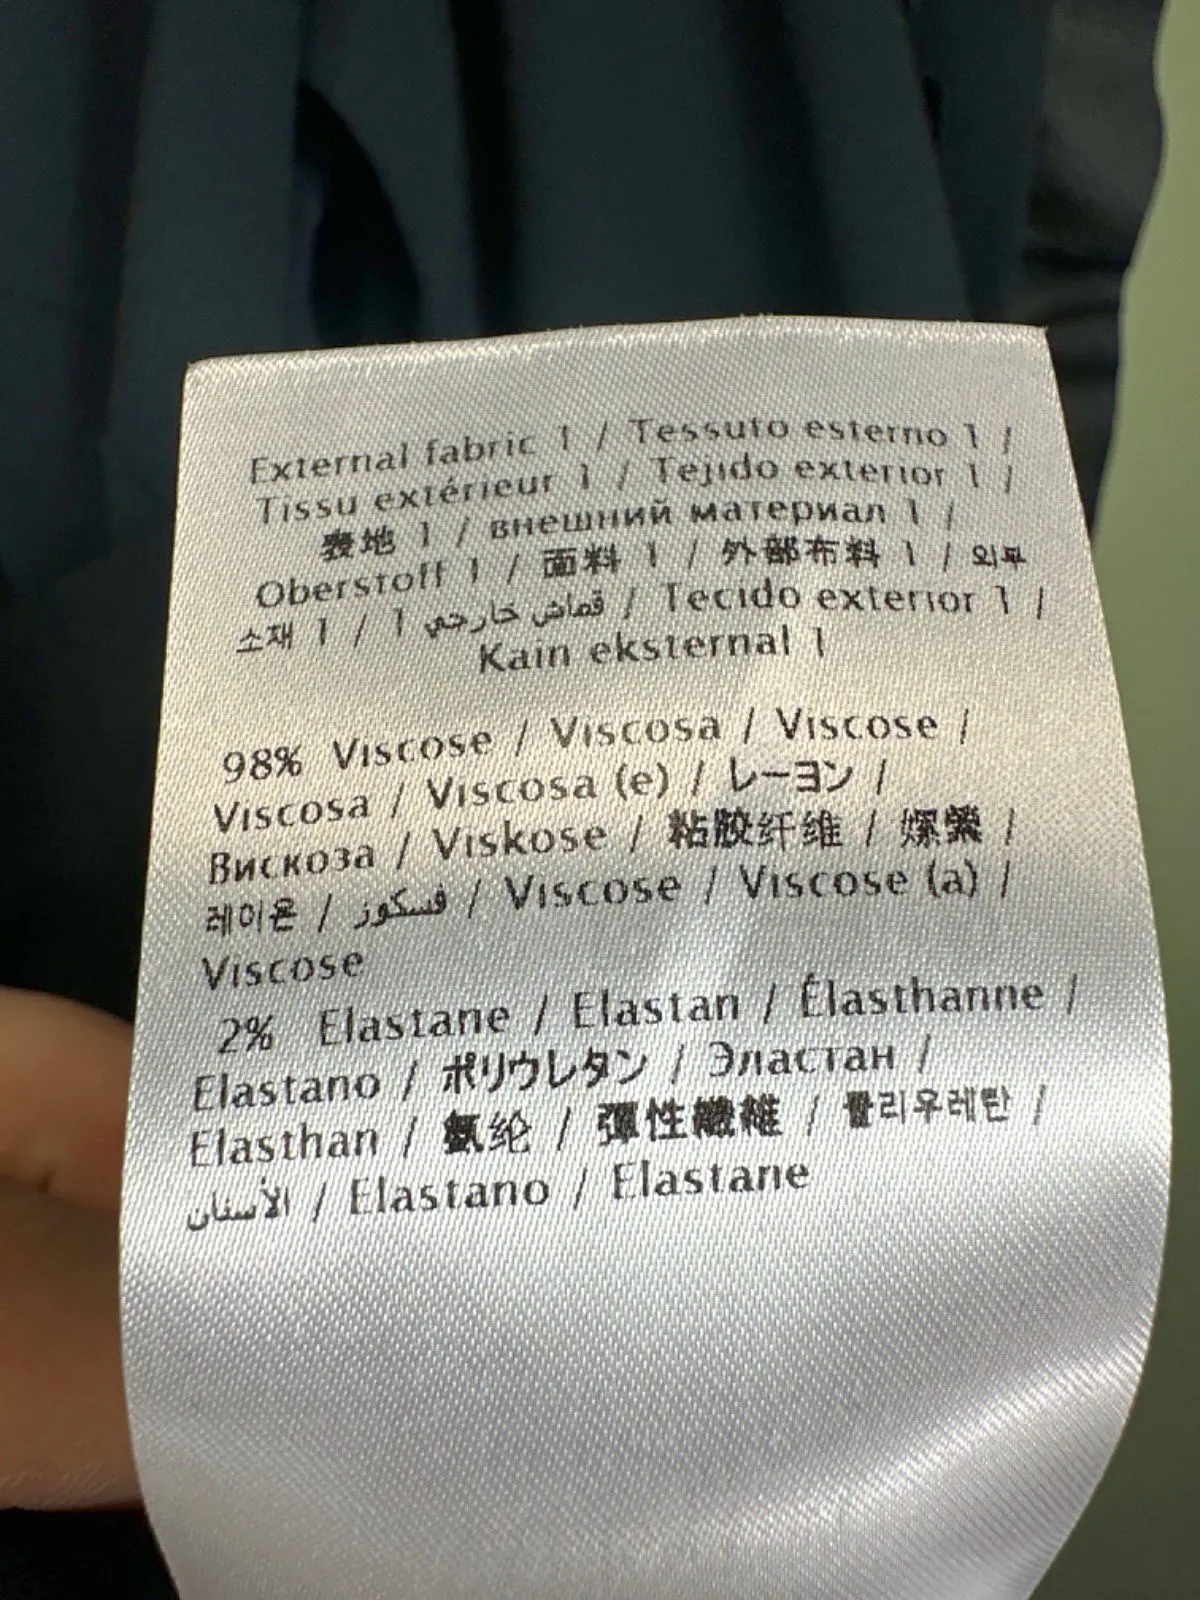 External fabric 1 / Tessuto esterno 1 /
Tissu extérieur 1 / Tejido exterior 1 /
表地 1 / внешний материал 1 /
Oberstoff 1 / 面料 1 / 外部布料 1 / 외부
소재 1 / قماش خارجي 1 / Tecido exterior 1 /
Kain eksternal 1
98% Viscose / Viscosa / Viscose /
Viscosa / Viscosa (e) / レーヨン /
Вискоза / Viskose / 粘胶纤维 / 嫘縈 /
레이온 / فسكوز / Viscose / Viscose (a) /
Viscose
2% Elastane / Elastan / Élasthanne /
Elastano / ポリウレタン / Эластан /
Elasthan / 氨纶 / 彈性纖維 / 폴리우레탄 /
الأستان / Elastano / Elastane